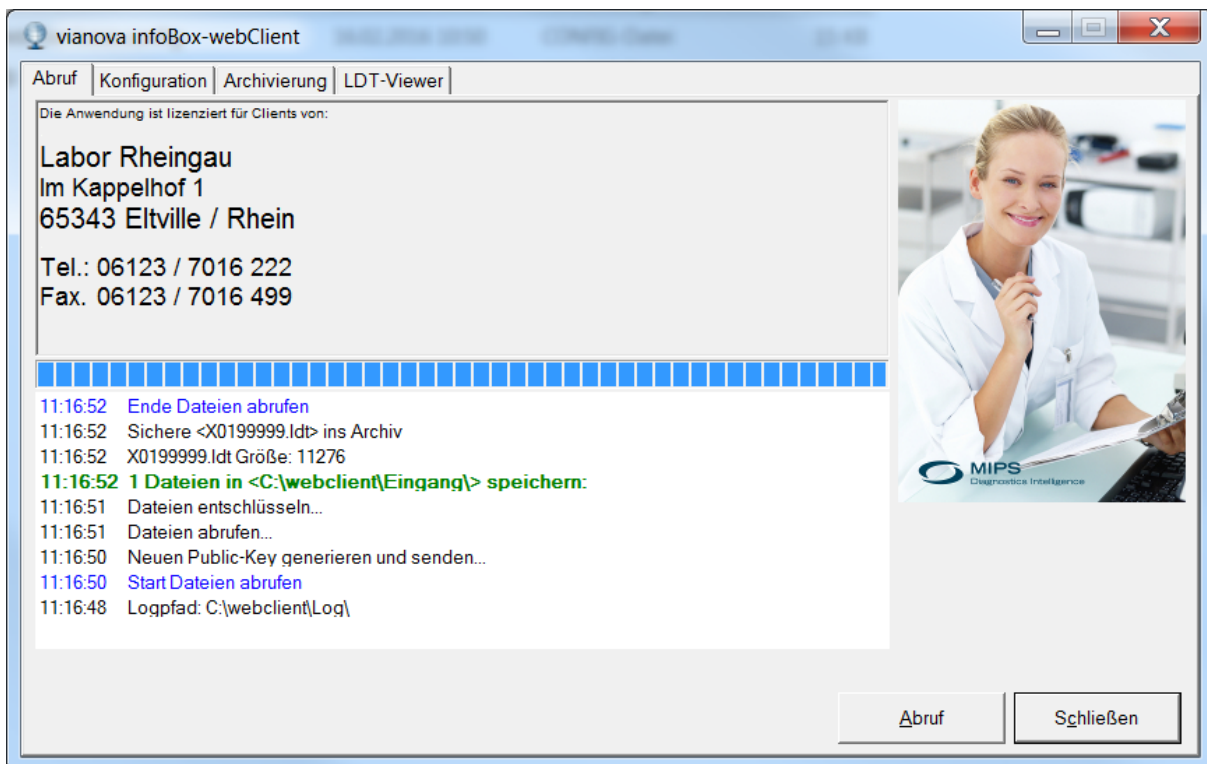 vianova infoBox-webClient
Abruf Konfiguration Archivierung LDT-Viewer
Die Anwendung ist lizenziert für Clients von:
Labor Rheingau
Im Kappelhof 1
65343 Eltville / Rhein
Tel.: 06123 / 7016 222
Fax. 06123 / 7016 499
11:16:52 Ende Dateien abrufen
11:16:52 Sichere <X0199999.ldt> ins Archiv
11:16:52 X0199999.ldt Größe: 11276
11:16:52 1 Dateien in <C:\webclient\Eingang\> speichern:
11:16:51 Dateien entschlüsseln...
11:16:51 Dateien abrufen...
11:16:50 Neuen Public-Key generieren und senden...
11:16:50 Start Dateien abrufen
11:16:48 Logpfad: C:\webclient\Log\
MIPS
Diagnostics Intelligence
Abruf Schließen